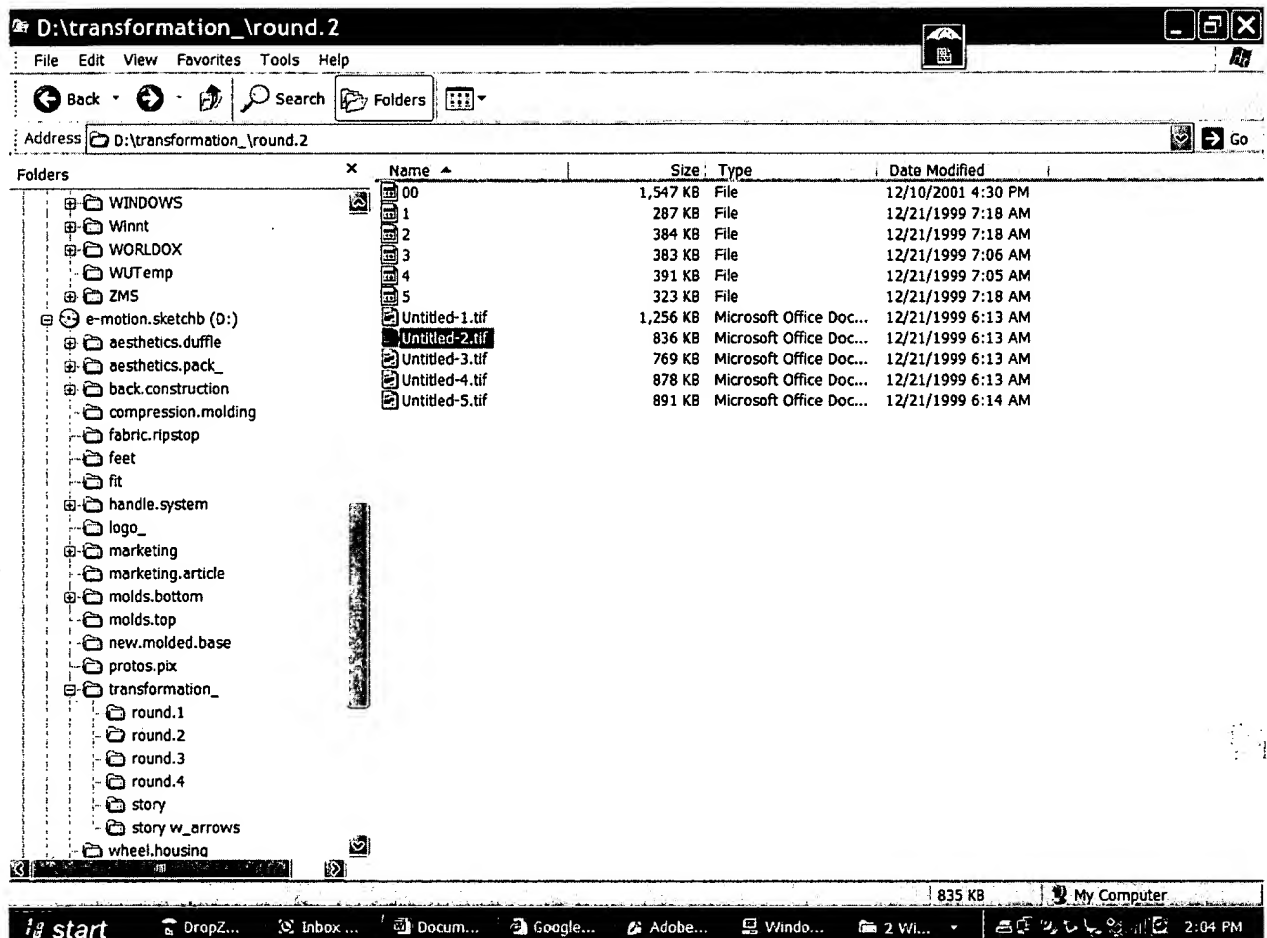 D:\transformation_\round.2
File Edit View Favorites Tools Help
Back Search Folders
Address D:\transformation_\round.2 Go
Folders x
WINDOWS
Winnt
WORLDOX
WUTemp
ZMS
e-motion.sketchb (D:)
aesthetics.duffle
aesthetics.pack_
back.construction
compression.molding
fabric.ripstop
feet
fit
handle.system
logo_
marketing
marketing.article
molds.bottom
molds.top
new.molded.base
protos.pix
transformation_
round.1
round.2
round.3
round.4
story
story w_arrows
wheel.housing
Name Size Type Date Modified
00 1,547 KB File 12/10/2001 4:30 PM
1 287 KB File 12/21/1999 7:18 AM
2 384 KB File 12/21/1999 7:18 AM
3 383 KB File 12/21/1999 7:06 AM
4 391 KB File 12/21/1999 7:05 AM
5 323 KB File 12/21/1999 7:18 AM
Untitled-1.tif 1,256 KB Microsoft Office Doc... 12/21/1999 6:13 AM
Untitled-2.tif 836 KB Microsoft Office Doc... 12/21/1999 6:13 AM
Untitled-3.tif 769 KB Microsoft Office Doc... 12/21/1999 6:13 AM
Untitled-4.tif 878 KB Microsoft Office Doc... 12/21/1999 6:13 AM
Untitled-5.tif 891 KB Microsoft Office Doc... 12/21/1999 6:14 AM
835 KB My Computer
start DropZ... Inbox ... Docum... Google... Adobe... Windo... 2 Wi... 2:04 PM